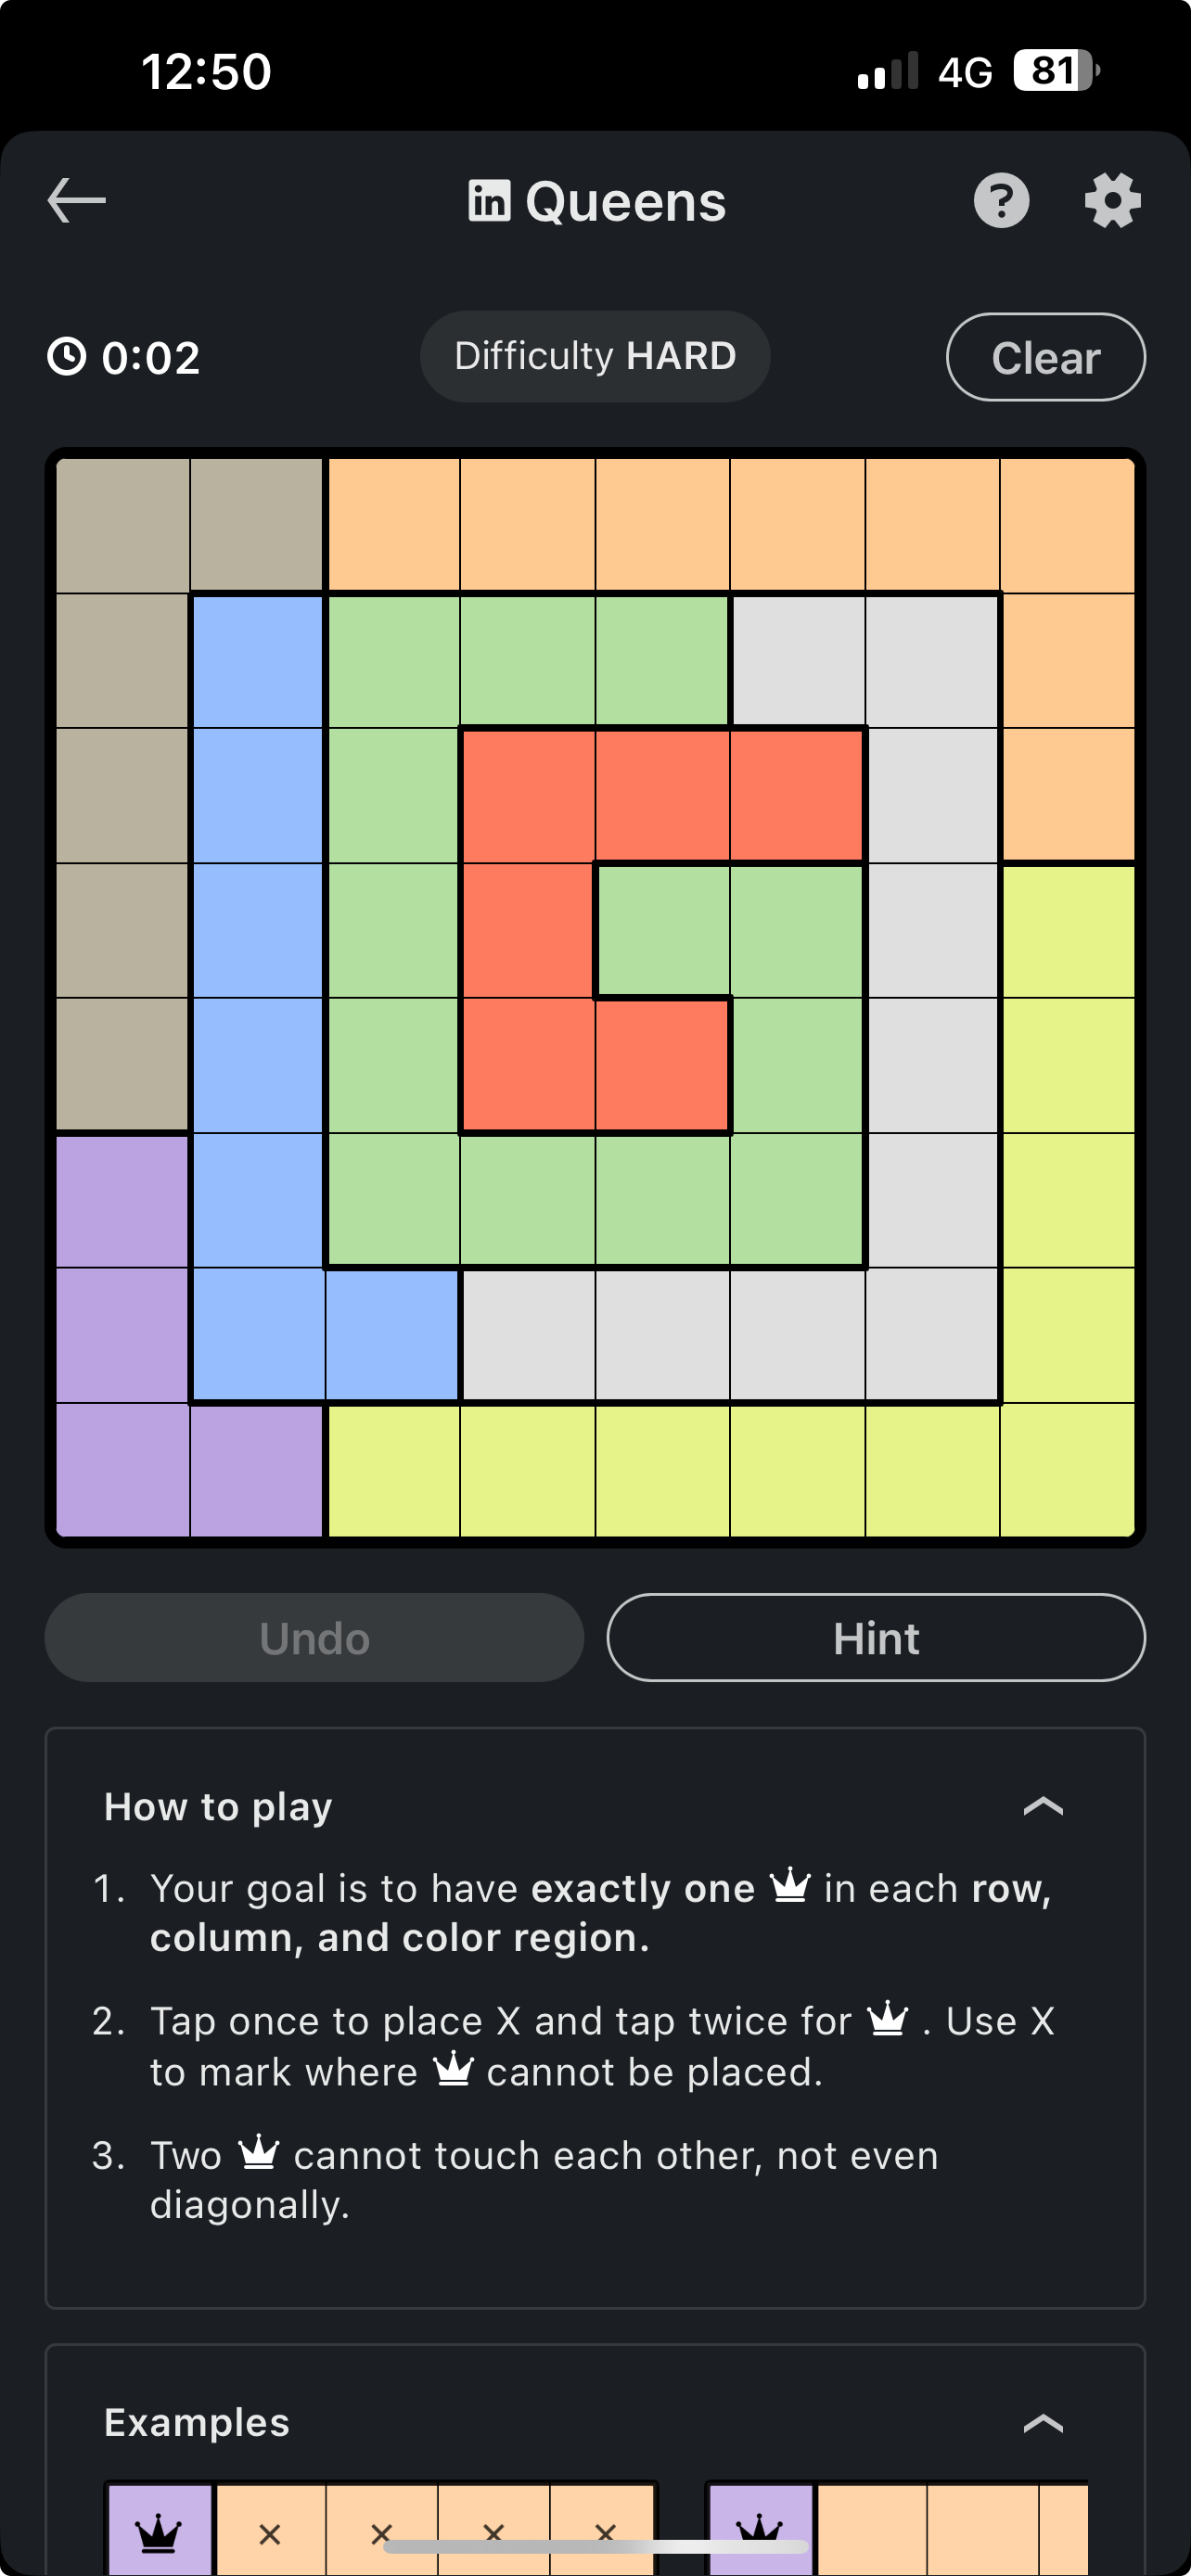 12:50
4G 81
in Queens ?
0:02
Difficulty HARD
Clear
Undo
Hint
How to play
1. Your goal is to have exactly one in each row,
column, and color region.
2. Tap once to place X and tap twice for . Use X
to mark where cannot be placed.
3. Two cannot touch each other, not even
diagonally.
Examples